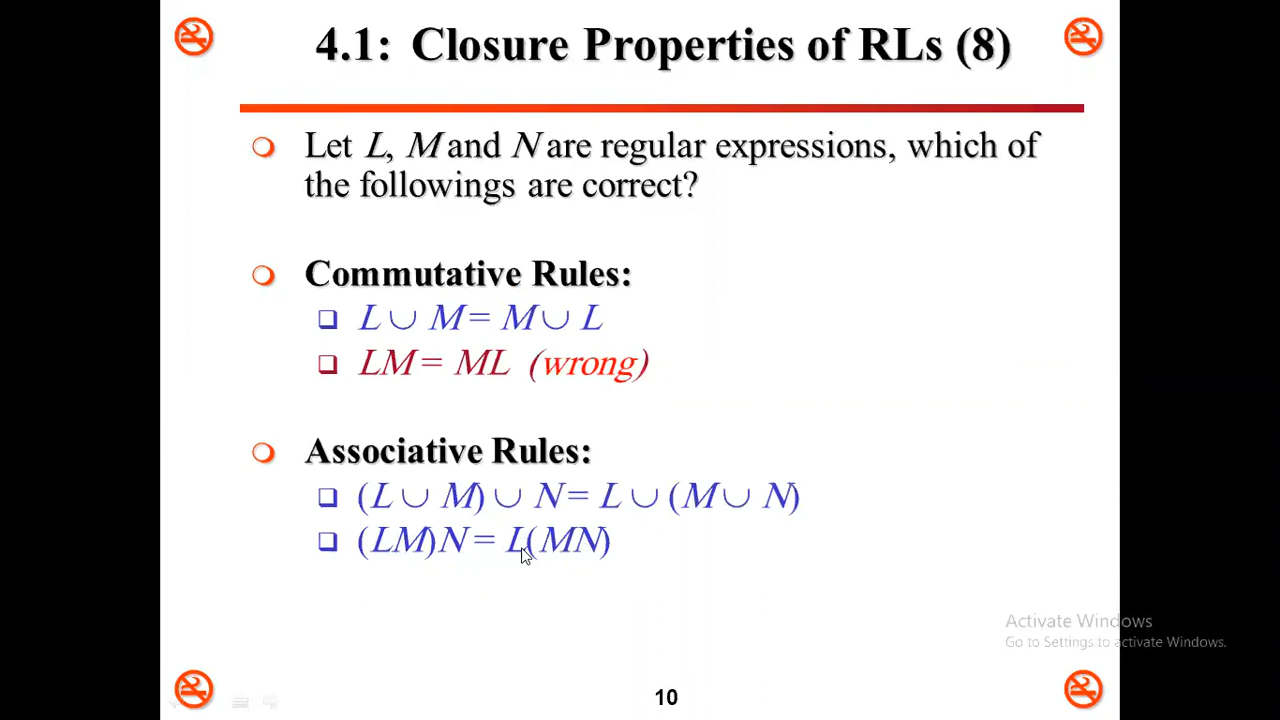 4.1: Closure Properties of RLs (8)
Let L, M and N are regular expressions, which of
the followings are correct?
Commutative Rules:
L ∪ M = M ∪ L
LM = ML (wrong)
Associative Rules:
(L ∪ M) ∪ N = L ∪ (M ∪ N)
(LM)N = L(MN)
Activate Windows
Go to Settings to activate Windows.
10